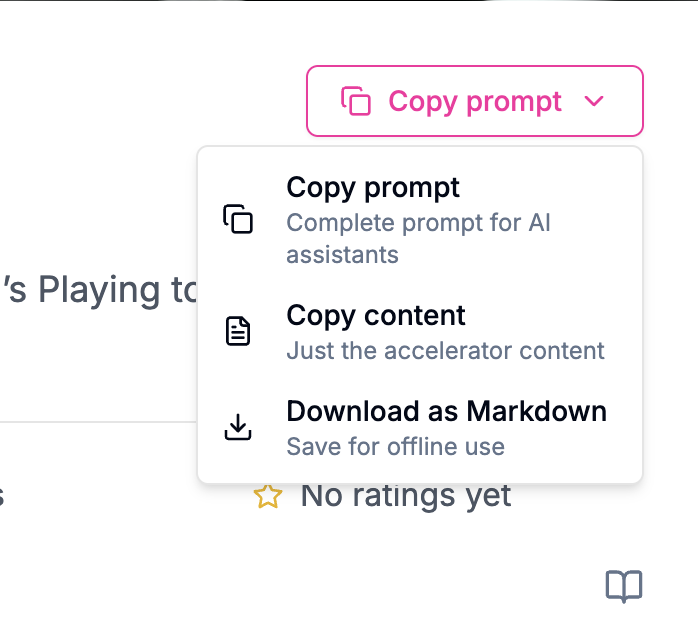 Copy prompt
Copy prompt
Complete prompt for AI
assistants
's Playing to
Copy content
Just the accelerator content
Download as Markdown
Save for offline use
s
No ratings yet